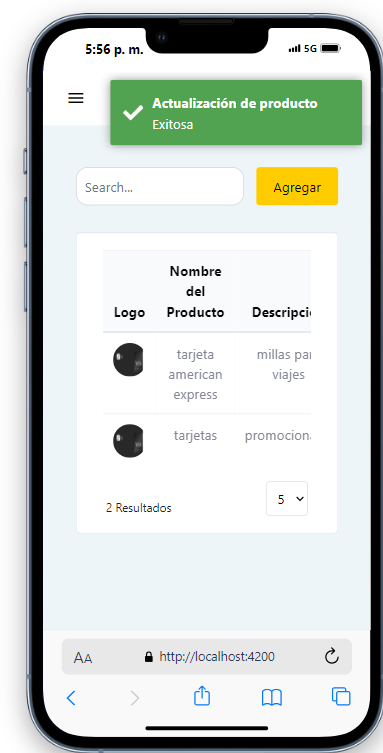 5:56 p. m.
5G
Actualización de producto
Exitosa
Search...
Agregar
Logo
Nombre
del
Producto
Descripci
tarjeta
american
express
millas par
viajes
tarjetas
promociona
2 Resultados
5
AA
http://localhost:4200